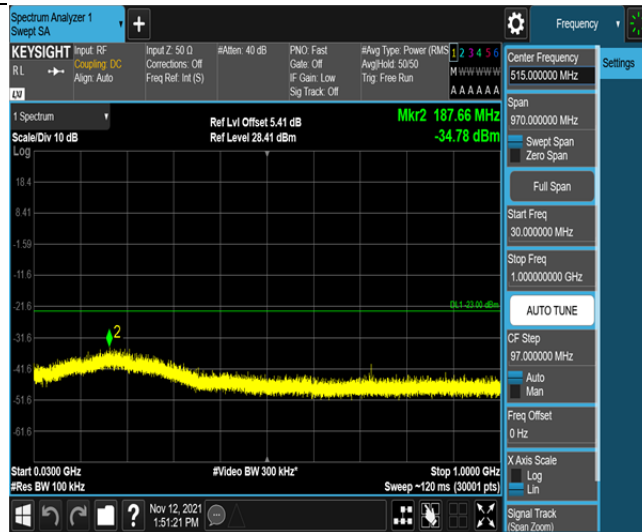 Spectrum Analyzer 1
Swept SA
Frequency
KEYSIGHT
RL
LXI
Input: RF
Coupling: DC
Align: Auto
Input Z: 50 Ω
Corrections: Off
Freq Ref: Int (S)
#Atten: 40 dB
PNO: Fast
Gate: Off
IF Gain: Low
Sig Track: Off
#Avg Type: Power (RMS
Avg|Hold: 50/50
Trig: Free Run
1 2 3 4 5 6
M W W W W W
A A A A A A
1 Spectrum
Scale/Div 10 dB
Log
Ref Lvl Offset 5.41 dB
Ref Level 28.41 dBm
Mkr2 187.66 MHz
-34.78 dBm
18.4
8.41
-1.59
-11.6
-21.6
-31.6
-41.6
-51.6
-61.6
DL1 -23.00 dBm
2
Start 0.0300 GHz
#Res BW 100 kHz
#Video BW 300 kHz*
Stop 1.0000 GHz
Sweep ~120 ms (30001 pts)
Nov 12, 2021
1:51:21 PM
Settings
Center Frequency
515.000000 MHz
Span
970.000000 MHz
Swept Span
Zero Span
Full Span
Start Freq
30.000000 MHz
Stop Freq
1.000000000 GHz
AUTO TUNE
CF Step
97.000000 MHz
Auto
Man
Freq Offset
0 Hz
X Axis Scale
Log
Lin
Signal Track
(Span Zoom)